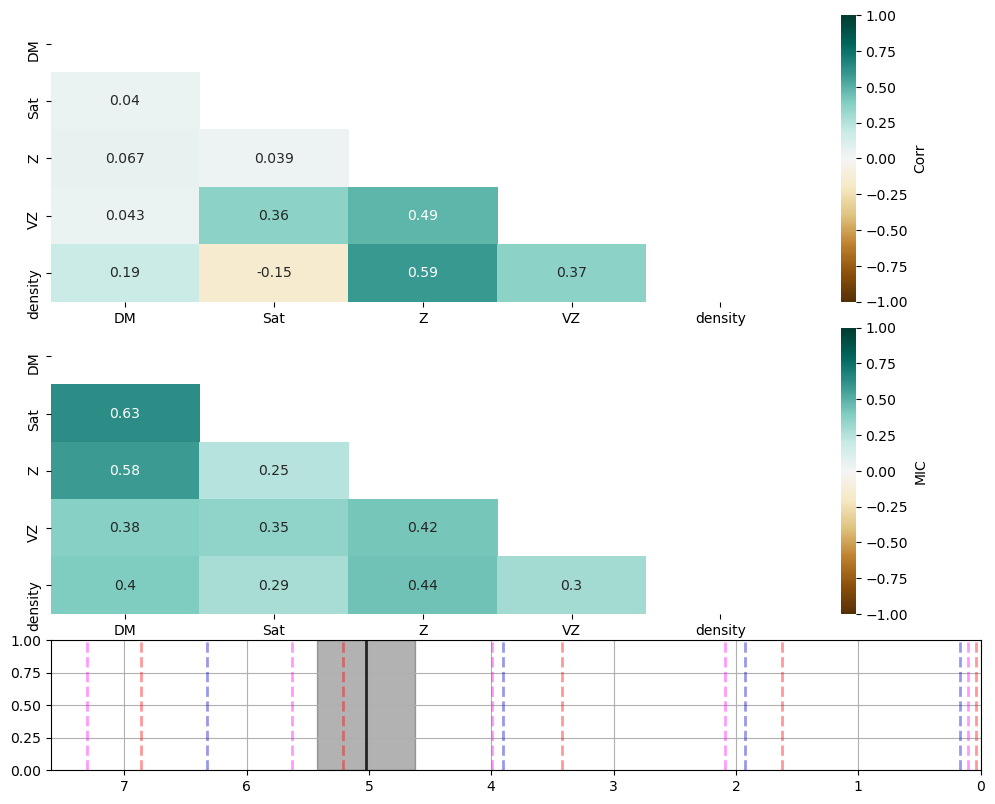 DM
Sat
Z
VZ
density
0.04
0.067 0.039
0.043 0.36 0.49
0.19 -0.15 0.59 0.37
DM Sat Z VZ density
1.00
0.75
0.50
0.25
0.00
−0.25
−0.50
−0.75
−1.00
Corr
DM
Sat
Z
VZ
density
0.63
0.58 0.25
0.38 0.35 0.42
0.4 0.29 0.44 0.3
DM Sat Z VZ density
1.00
0.75
0.50
0.25
0.00
−0.25
−0.50
−0.75
−1.00
MIC
1.00
0.75
0.50
0.25
0.00
7 6 5 4 3 2 1 0